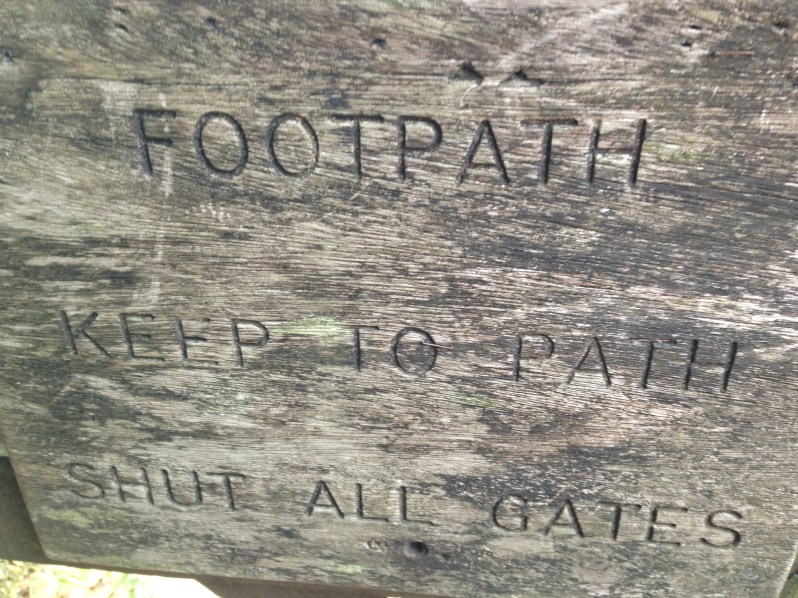 FOOTPATH
KEEP TO PATH
SHUT ALL GATES